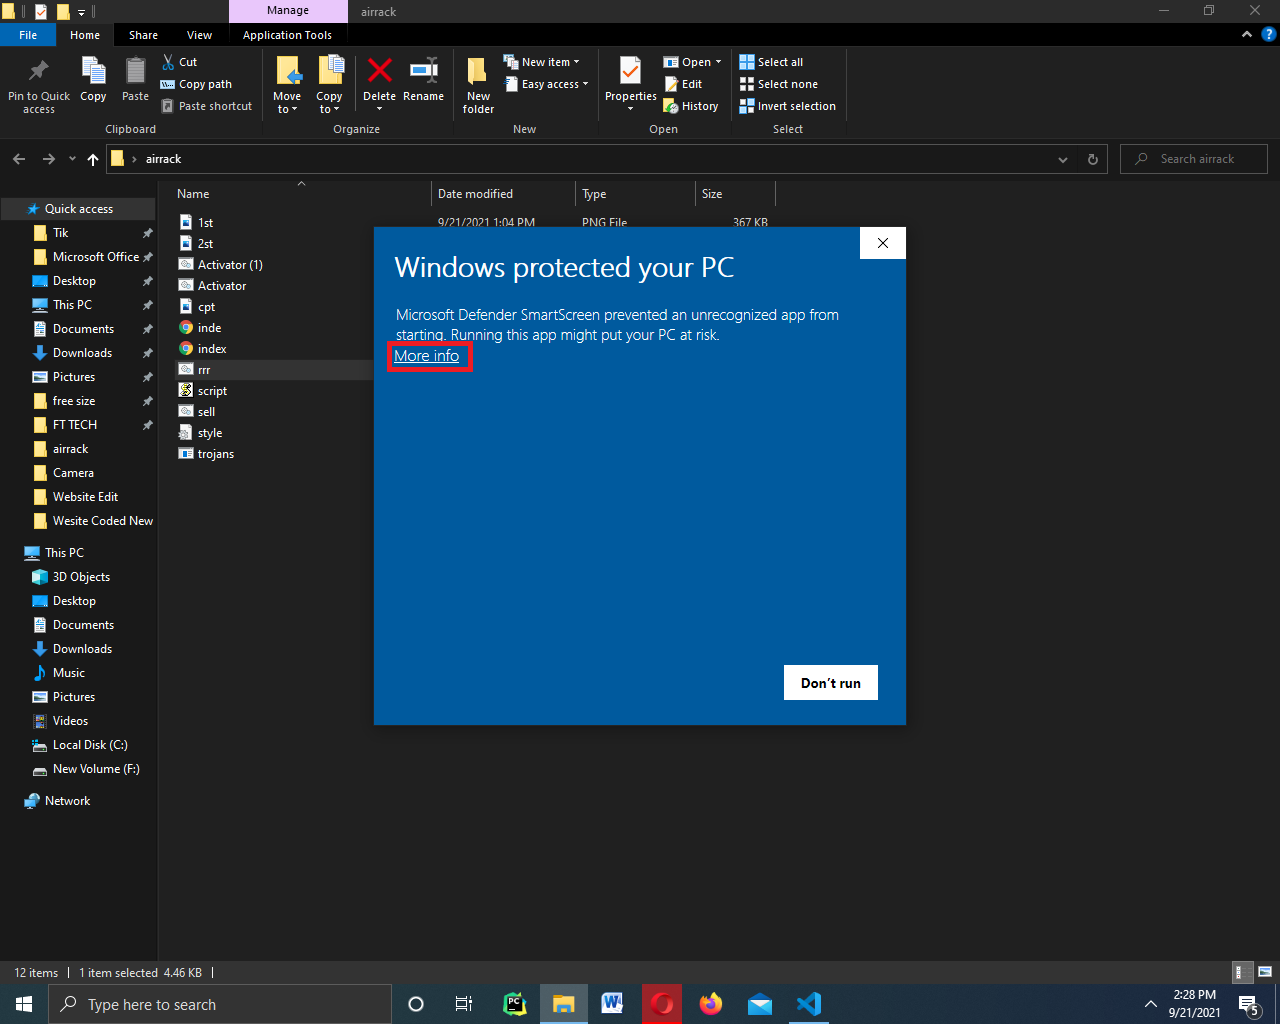 Manage
airrack
File
Home
Share
View
Application Tools
Pin to Quick access
Copy
Paste
Cut
Copy path
Paste shortcut
Clipboard
Move to
Copy to
Delete
Rename
Organize
New folder
New item
Easy access
New
Properties
Open
Edit
History
Open
Select all
Select none
Invert selection
Select
airrack
Search airrack
Name
Date modified
Type
Size
Quick access
Tik
Microsoft Office
Desktop
This PC
Documents
Downloads
Pictures
free size
FT TECH
airrack
Camera
Website Edit
Wesite Coded New
This PC
3D Objects
Desktop
Documents
Downloads
Music
Pictures
Videos
Local Disk (C:)
New Volume (F:)
Network
1st
9/21/2021 1:04 PM
PNG File
367 KB
2st
Activator (1)
Activator
cpt
inde
index
rrr
script
sell
style
trojans
Windows protected your PC
Microsoft Defender SmartScreen prevented an unrecognized app from
starting. Running this app might put your PC at risk.
More info
Don't run
12 items
1 item selected 4.46 KB
Type here to search
PC
W
2:28 PM
9/21/2021
5